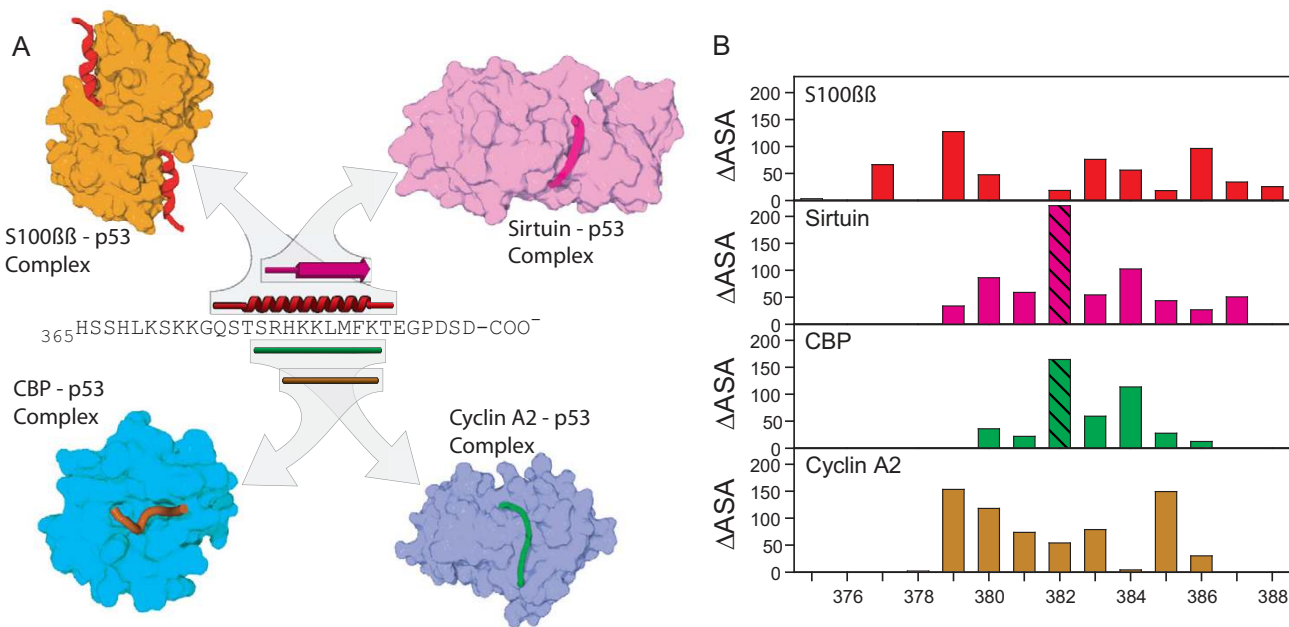 A
S100ßß - p53
Complex
Sirtuin - p53
Complex
365HSSHLKSKKGQSTSRHKKLMFKTEGPDSD-COO⁻
CBP - p53
Complex
Cyclin A2 - p53
Complex
B
S100ßß
200
150
100
50
0
ΔASA
Sirtuin
200
150
100
50
0
ΔASA
CBP
200
150
100
50
0
ΔASA
Cyclin A2
200
150
100
50
0
ΔASA
376 378 380 382 384 386 388